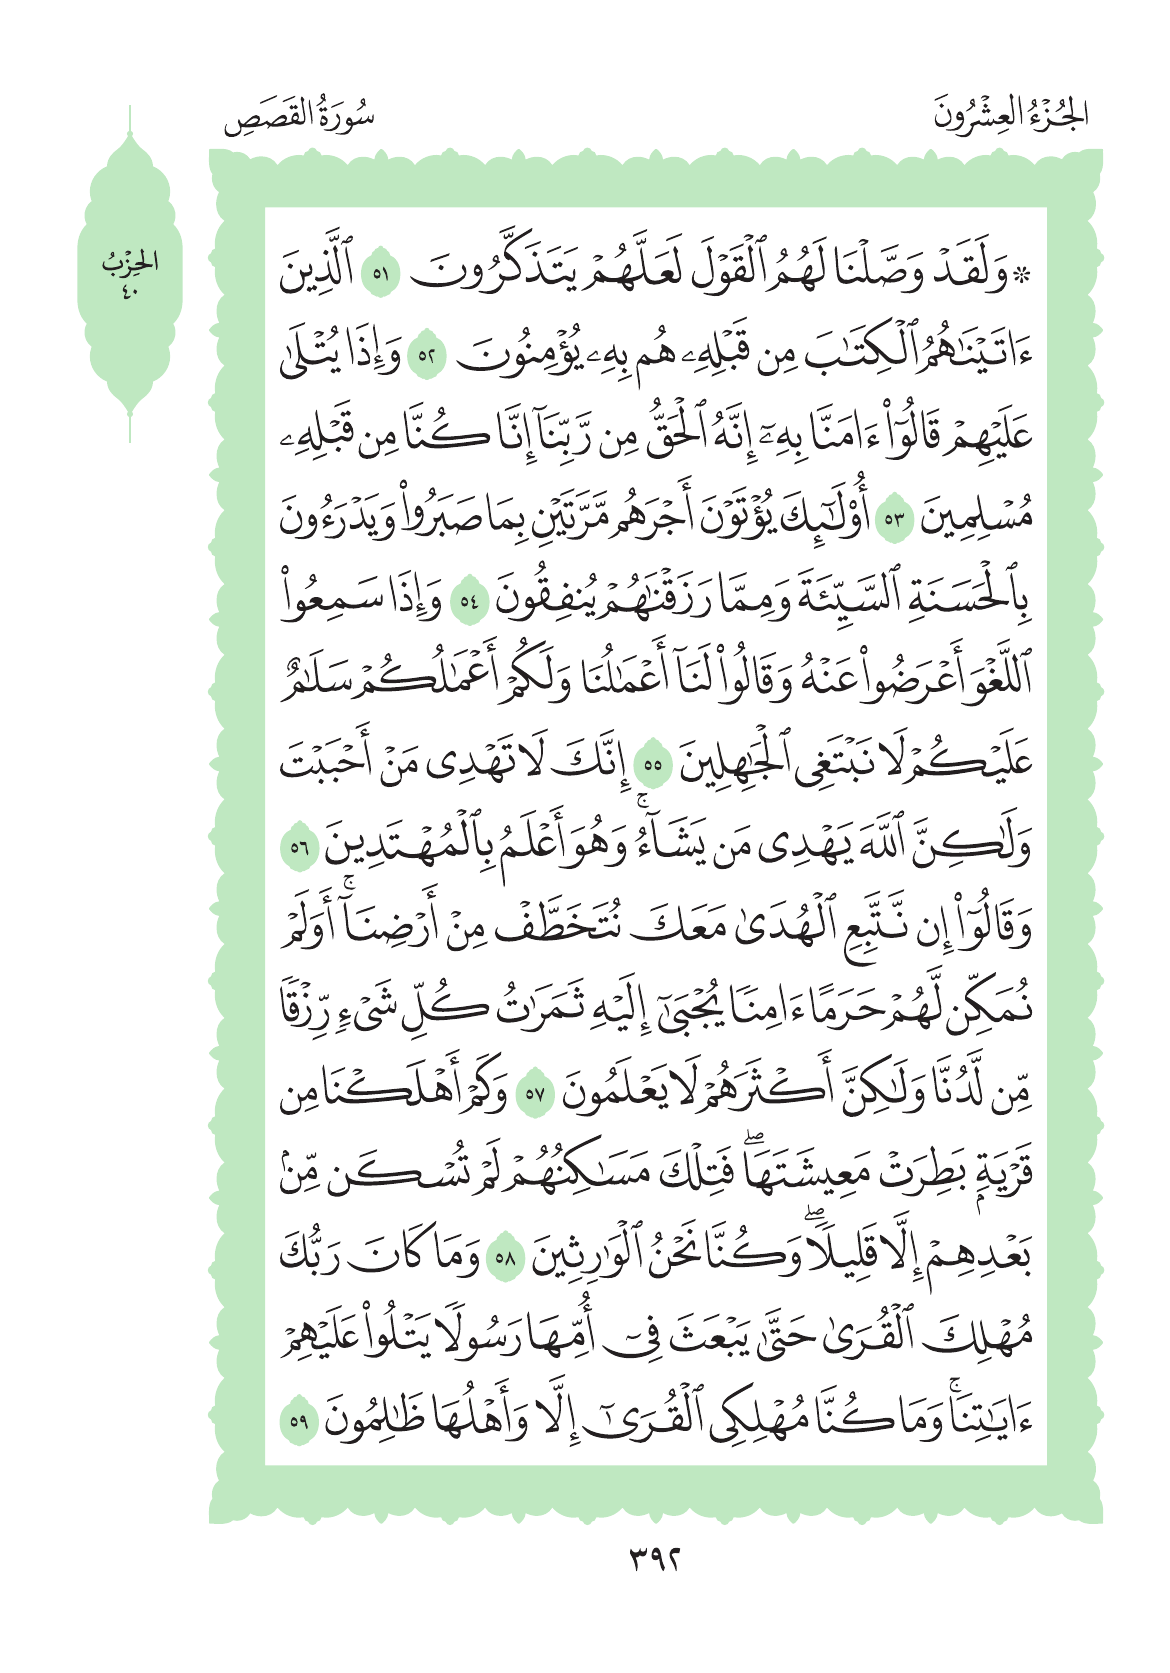 الجُزْءُ العِشْرُونَ
سُورَةُ القَصَصِ
الحِزْبُ
٤٠
۞ وَلَقَدْ وَصَّلْنَا لَهُمُ ٱلْقَوْلَ لَعَلَّهُمْ يَتَذَكَّرُونَ ٥١ ٱلَّذِينَ
ءَاتَيْنَٰهُمُ ٱلْكِتَٰبَ مِن قَبْلِهِۦ هُم بِهِۦ يُؤْمِنُونَ ٥٢ وَإِذَا يُتْلَىٰ
عَلَيْهِمْ قَالُوٓا۟ ءَامَنَّا بِهِۦٓ إِنَّهُ ٱلْحَقُّ مِن رَّبِّنَآ إِنَّا كُنَّا مِن قَبْلِهِۦ
مُسْلِمِينَ ٥٣ أُو۟لَٰٓئِكَ يُؤْتَوْنَ أَجْرَهُم مَّرَّتَيْنِ بِمَا صَبَرُوا۟ وَيَدْرَءُونَ
بِٱلْحَسَنَةِ ٱلسَّيِّئَةَ وَمِمَّا رَزَقْنَٰهُمْ يُنفِقُونَ ٥٤ وَإِذَا سَمِعُوا۟
ٱللَّغْوَ أَعْرَضُوا۟ عَنْهُ وَقَالُوا۟ لَنَآ أَعْمَٰلُنَا وَلَكُمْ أَعْمَٰلُكُمْ سَلَٰمٌ
عَلَيْكُمْ لَا نَبْتَغِى ٱلْجَٰهِلِينَ ٥٥ إِنَّكَ لَا تَهْدِى مَنْ أَحْبَبْتَ
وَلَٰكِنَّ ٱللَّهَ يَهْدِى مَن يَشَآءُ ۚ وَهُوَ أَعْلَمُ بِٱلْمُهْتَدِينَ ٥٦
وَقَالُوٓا۟ إِن نَّتَّبِعِ ٱلْهُدَىٰ مَعَكَ نُتَخَطَّفْ مِنْ أَرْضِنَآ ۚ أَوَلَمْ
نُمَكِّن لَّهُمْ حَرَمًا ءَامِنًا يُجْبَىٰٓ إِلَيْهِ ثَمَرَٰتُ كُلِّ شَىْءٍ رِّزْقًا
مِّن لَّدُنَّا وَلَٰكِنَّ أَكْثَرَهُمْ لَا يَعْلَمُونَ ٥٧ وَكَمْ أَهْلَكْنَا مِن
قَرْيَةٍۭ بَطِرَتْ مَعِيشَتَهَا ۖ فَتِلْكَ مَسَٰكِنُهُمْ لَمْ تُسْكَن مِّنۢ
بَعْدِهِمْ إِلَّا قَلِيلًا ۖ وَكُنَّا نَحْنُ ٱلْوَٰرِثِينَ ٥٨ وَمَا كَانَ رَبُّكَ
مُهْلِكَ ٱلْقُرَىٰ حَتَّىٰ يَبْعَثَ فِىٓ أُمِّهَا رَسُولًا يَتْلُوا۟ عَلَيْهِمْ
ءَايَٰتِنَا ۚ وَمَا كُنَّا مُهْلِكِى ٱلْقُرَىٰٓ إِلَّا وَأَهْلُهَا ظَٰلِمُونَ ٥٩
٣٩٢